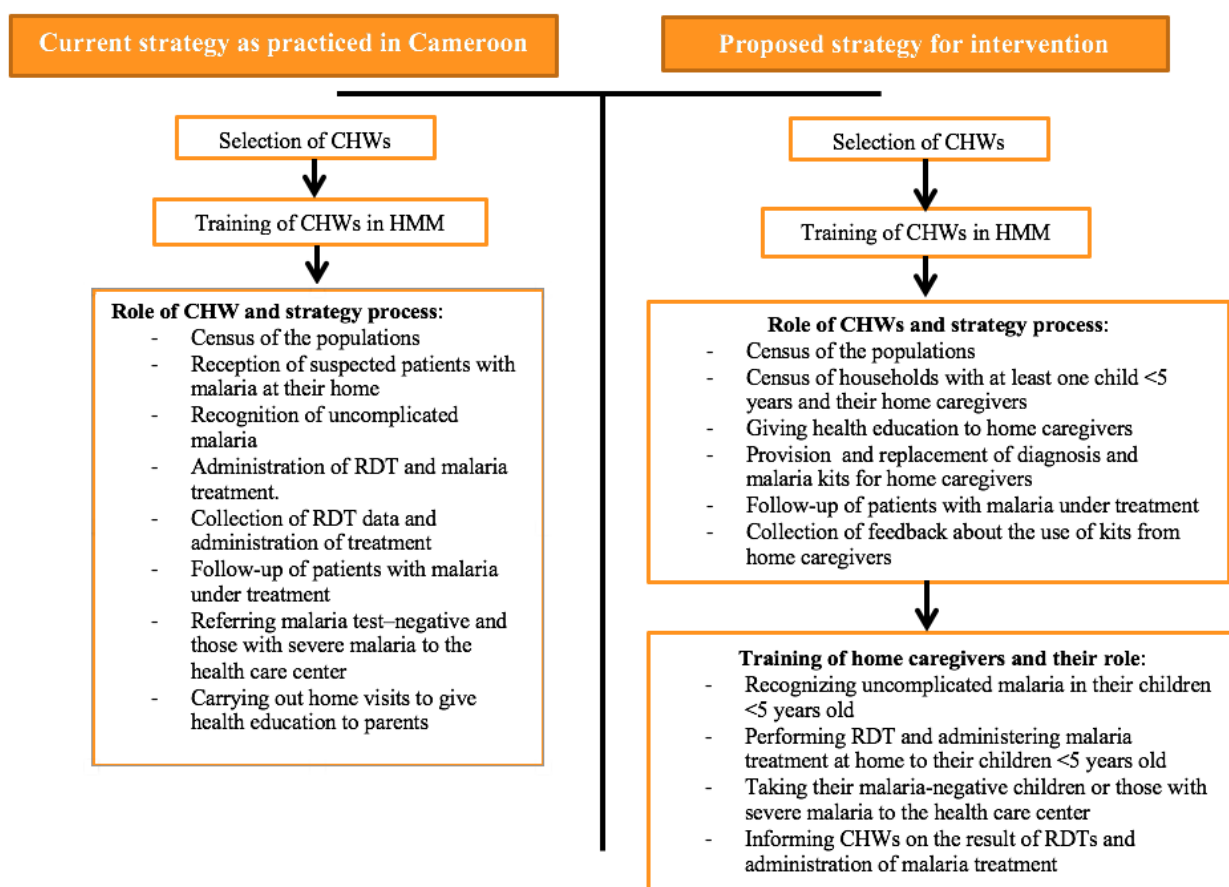 Current strategy as practiced in Cameroon
Selection of CHWs
Training of CHWs in HMM
Role of CHW and strategy process:
- Census of the populations
- Reception of suspected patients with
malaria at their home
- Recognition of uncomplicated
malaria
- Administration of RDT and malaria
treatment.
- Collection of RDT data and
administration of treatment
- Follow-up of patients with malaria
under treatment
- Referring malaria test–negative and
those with severe malaria to the
health care center
- Carrying out home visits to give
health education to parents
Proposed strategy for intervention
Selection of CHWs
Training of CHWs in HMM
Role of CHWs and strategy process:
- Census of the populations
- Census of households with at least one child <5
years and their home caregivers
- Giving health education to home caregivers
- Provision and replacement of diagnosis and
malaria kits for home caregivers
- Follow-up of patients with malaria under treatment
- Collection of feedback about the use of kits from
home caregivers
Training of home caregivers and their role:
- Recognizing uncomplicated malaria in their children
<5 years old
- Performing RDT and administering malaria
treatment at home to their children <5 years old
- Taking their malaria-negative children or those with
severe malaria to the health care center
- Informing CHWs on the result of RDTs and
administration of malaria treatment